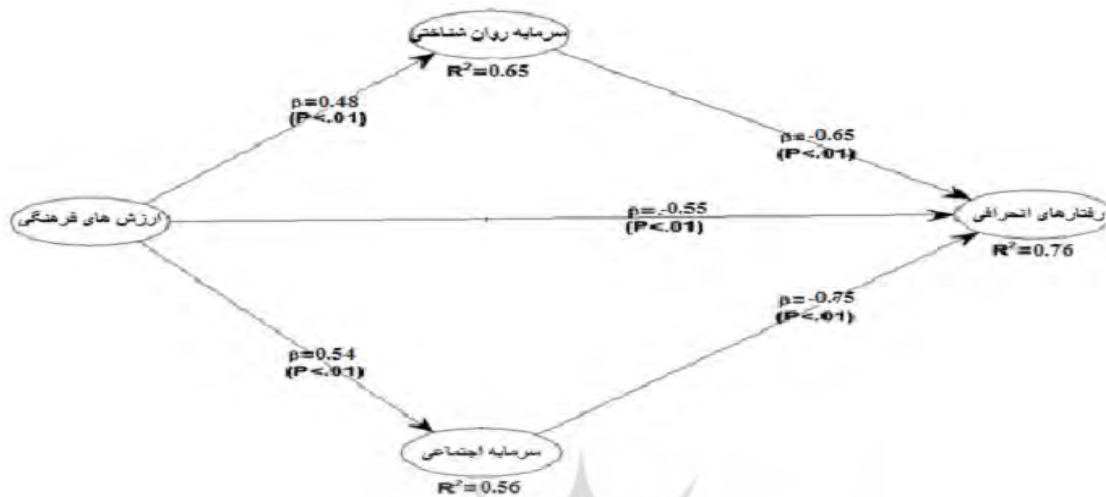 سرمایه روان شناختی
R²=0.65
β=0.48
(P<.01)
β=-0.65
(P<.01)
ارزش های فرهنگی
β=-0.55
(P<.01)
رفتارهای انحرافی
R²=0.76
β=-0.75
(P<.01)
β=0.54
(P<.01)
سرمایه اجتماعی
R²=0.56